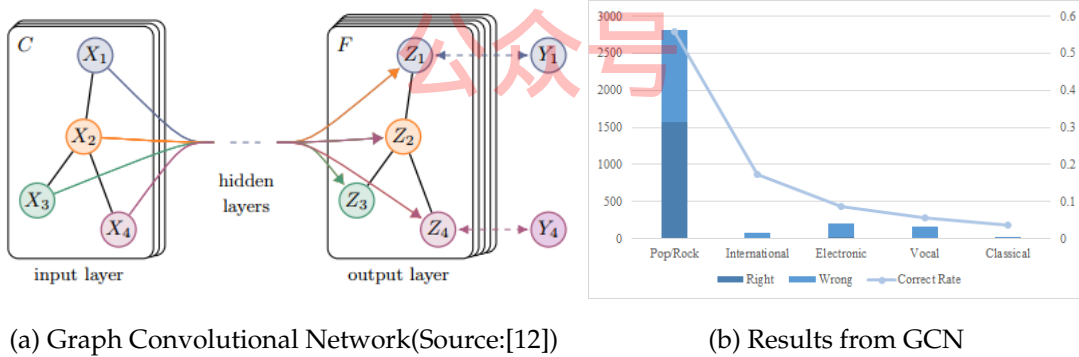 公众号
C
X1
X2
X3
X4
input layer
hidden
layers
F
Z1
Z2
Z3
Z4
output layer
Y1
Y4
3000
2500
2000
1500
1000
500
0
0.6
0.5
0.4
0.3
0.2
0.1
0
Pop/Rock International Electronic Vocal Classical
Right Wrong Correct Rate
(a) Graph Convolutional Network(Source:[12])
(b) Results from GCN